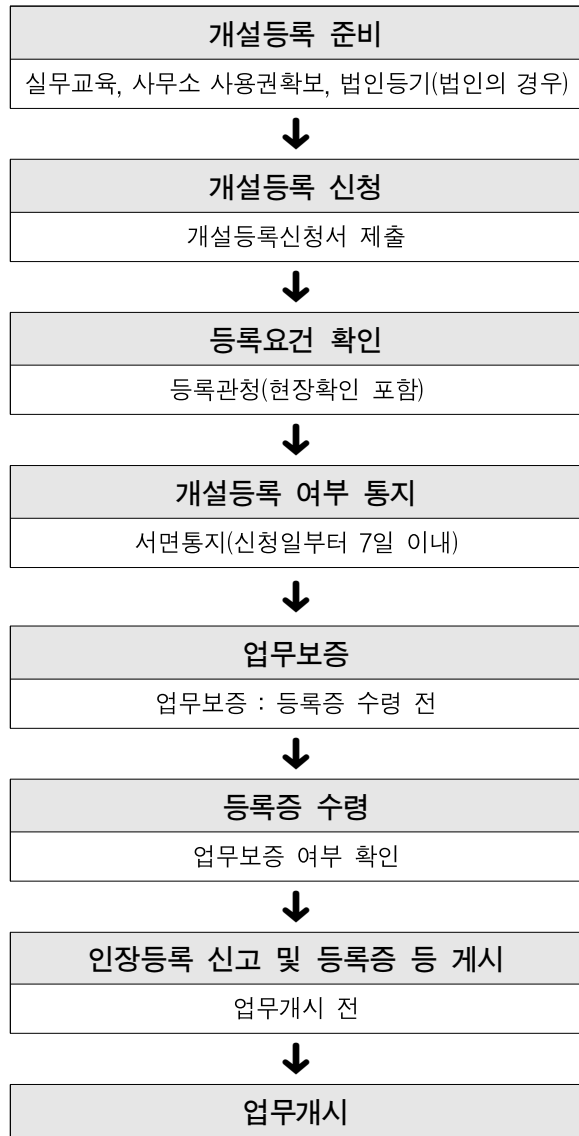 개설등록 준비
실무교육, 사무소 사용권확보, 법인등기(법인의 경우)
개설등록 신청
개설등록신청서 제출
등록요건 확인
등록관청(현장확인 포함)
개설등록 여부 통지
서면통지(신청일부터 7일 이내)
업무보증
업무보증 : 등록증 수령 전
등록증 수령
업무보증 여부 확인
인장등록 신고 및 등록증 등 게시
업무개시 전
업무개시